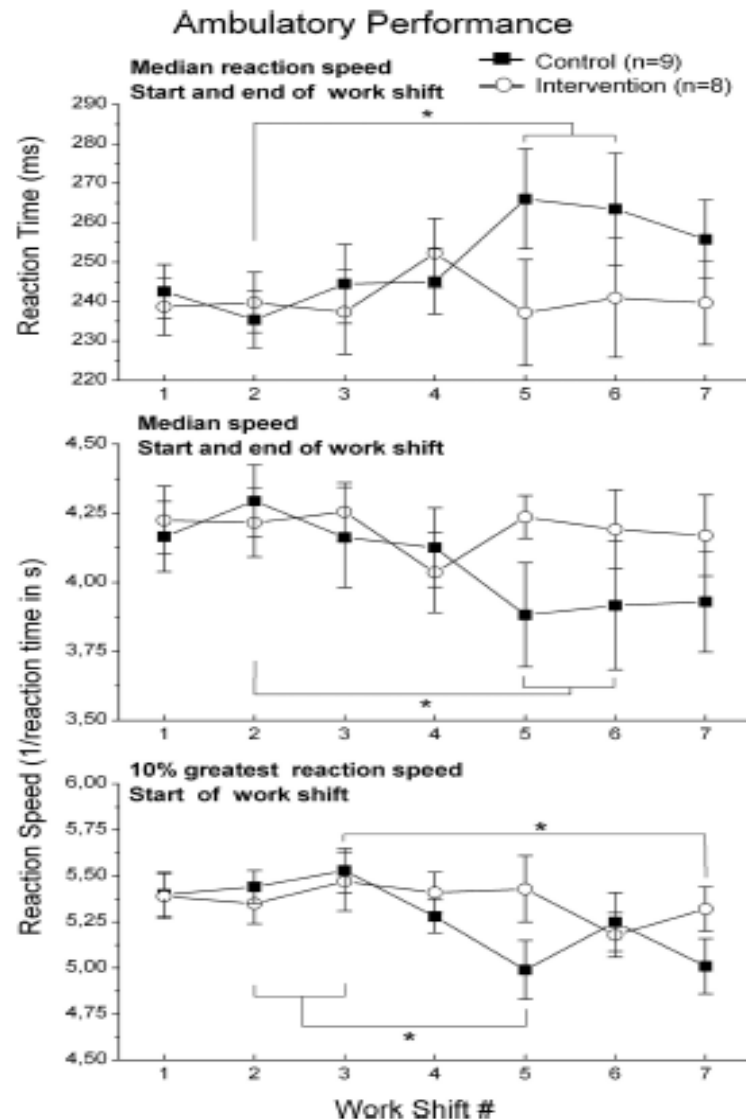 Ambulatory Performance
Median reaction speed
Start and end of work shift
Control (n=9)
Intervention (n=8)
Reaction Time (ms)
290
280
270
260
250
240
230
220
*
1 2 3 4 5 6 7
Median speed
Start and end of work shift
4,50
4,25
4,00
3,75
3,50
*
1 2 3 4 5 6 7
Reaction Speed (1/reaction time in s)
10% greatest reaction speed
Start of work shift
6,00
5,75
5,50
5,25
5,00
4,75
4,50
*
*
1 2 3 4 5 6 7
Work Shift #